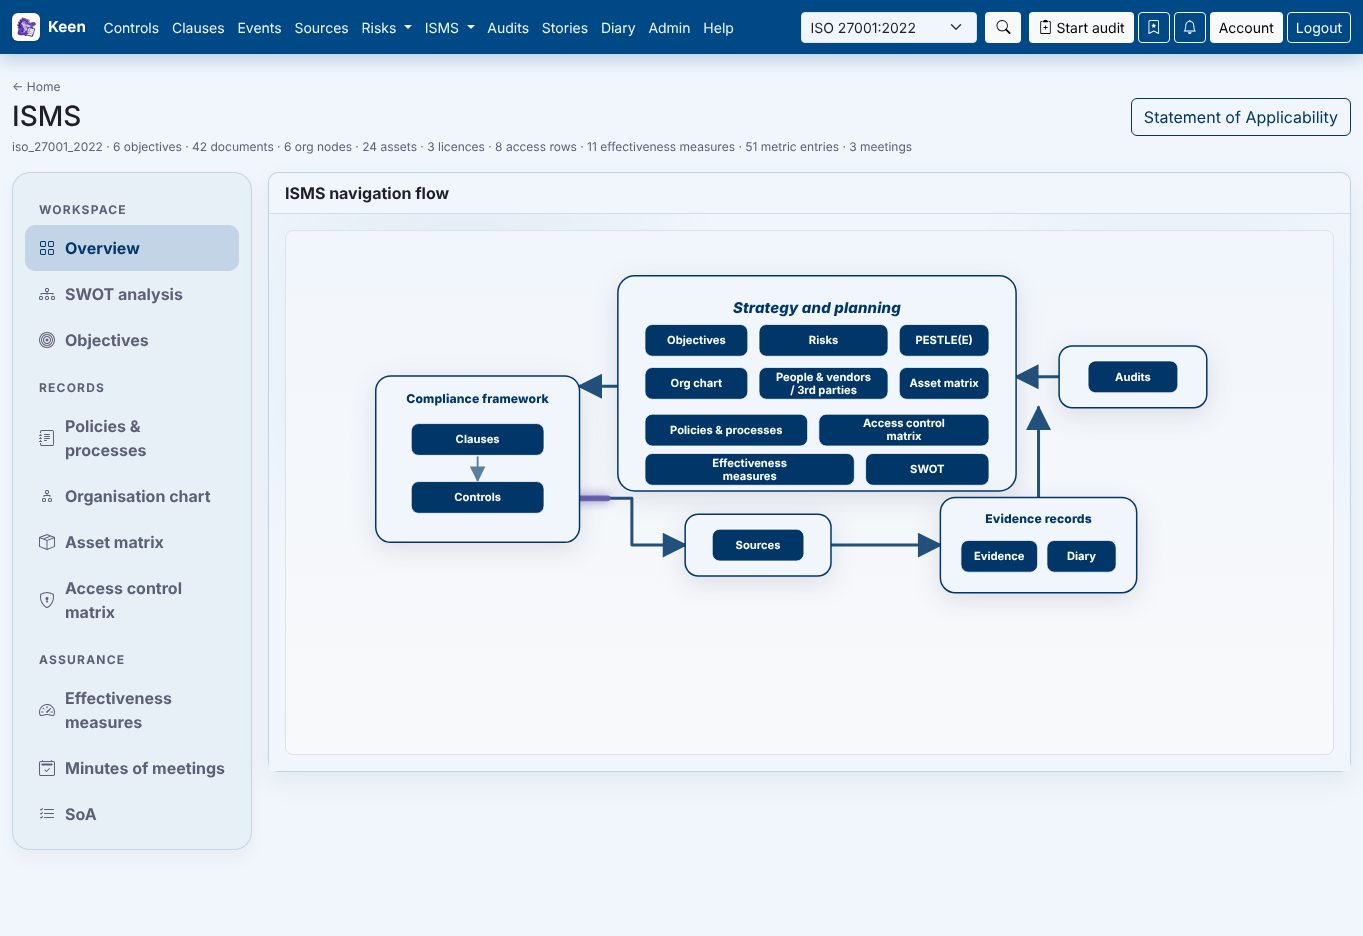 Keen
Controls
Clauses
Events
Sources
Risks
ISMS
Audits
Stories
Diary
Admin
Help
ISO 27001:2022
Start audit
Account
Logout
← Home
ISMS
Statement of Applicability
iso_27001_2022 · 6 objectives · 42 documents · 6 org nodes · 24 assets · 3 licences · 8 access rows · 11 effectiveness measures · 51 metric entries · 3 meetings
WORKSPACE
Overview
SWOT analysis
Objectives
RECORDS
Policies &
processes
Organisation chart
Asset matrix
Access control
matrix
ASSURANCE
Effectiveness
measures
Minutes of meetings
SoA
ISMS navigation flow
Compliance framework
Clauses
Controls
Strategy and planning
Objectives
Risks
PESTLE(E)
Org chart
People & vendors
/ 3rd parties
Asset matrix
Policies & processes
Access control
matrix
Effectiveness
measures
SWOT
Audits
Sources
Evidence records
Evidence
Diary